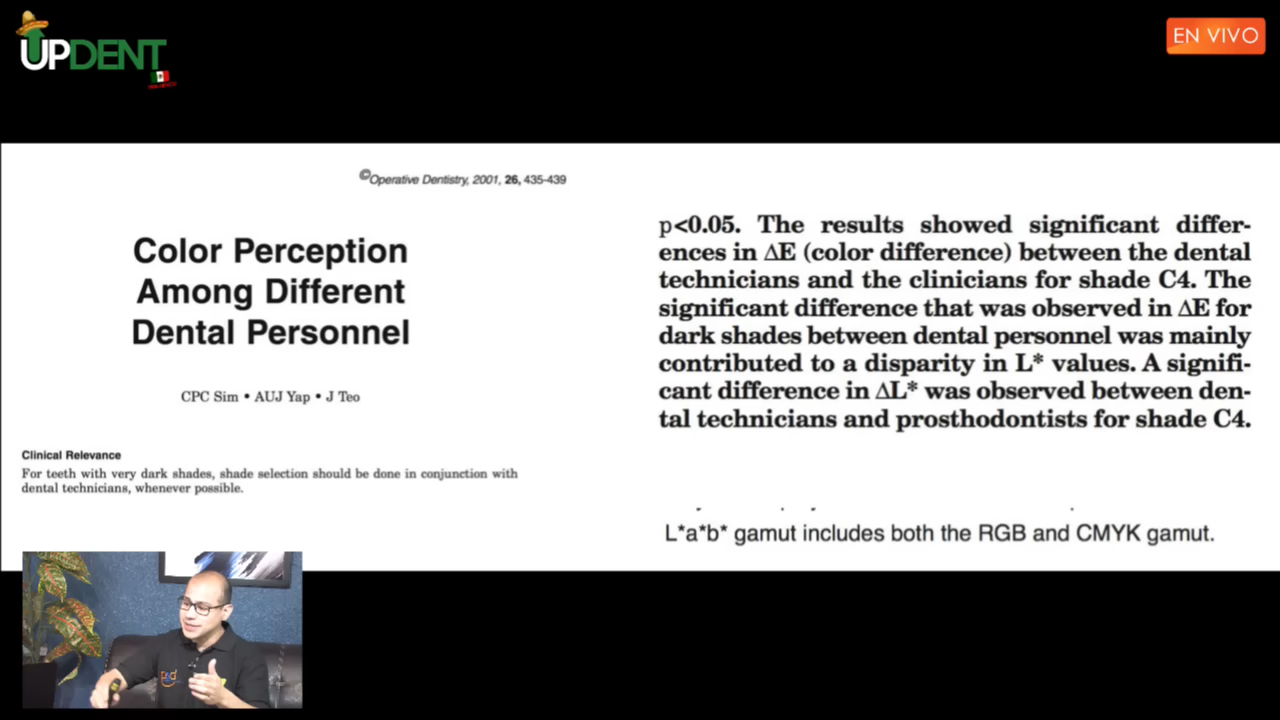 UPDENT
EN VIVO
©Operative Dentistry, 2001, 26, 435-439
Color Perception
Among Different
Dental Personnel
CPC Sim • AUJ Yap • J Teo
Clinical Relevance
For teeth with very dark shades, shade selection should be done in conjunction with
dental technicians, whenever possible.
p<0.05. The results showed significant differ-
ences in ΔE (color difference) between the dental
technicians and the clinicians for shade C4. The
significant difference that was observed in ΔE for
dark shades between dental personnel was mainly
contributed to a disparity in L* values. A signifi-
cant difference in ΔL* was observed between den-
tal technicians and prosthodontists for shade C4.
L*a*b* gamut includes both the RGB and CMYK gamut.